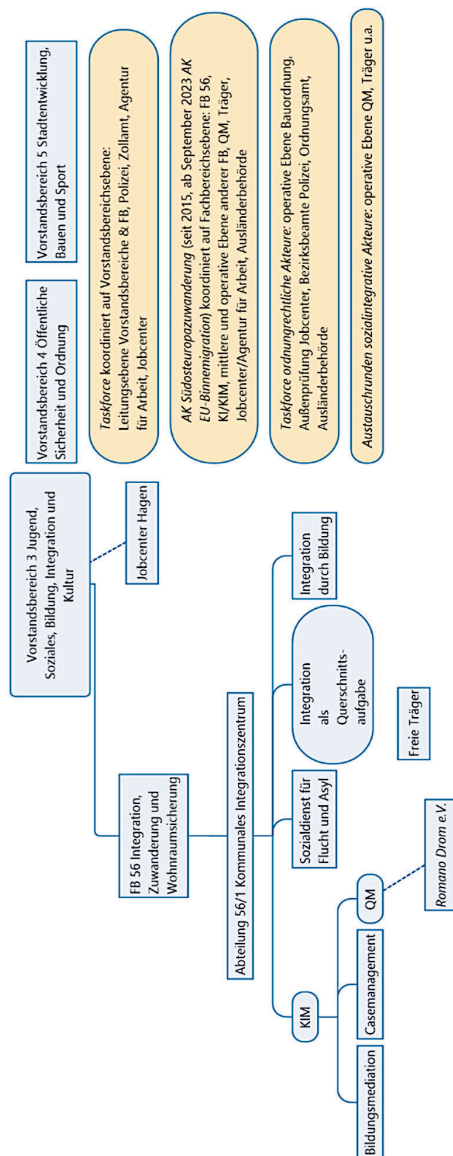 Vorstandsbereich 3 Jugend,
Soziales, Bildung, Integration und
Kultur
Vorstandsbereich 4 Öffentliche
Sicherheit und Ordnung
Vorstandsbereich 5 Stadtentwicklung,
Bauen und Sport
Jobcenter Hagen
FB 56 Integration,
Zuwanderung und
Wohnraumsicherung
Abteilung 56/1 Kommunales Integrationszentrum
KIM
Sozialdienst für
Flucht und Asyl
Integration
als
Querschnitts-
aufgabe
Integration
durch Bildung
Bildungsmediation
Casemanagement
QM
Freie Träger
Romano Drom e.V.
Taskforce koordiniert auf Vorstandsbereichsebene:
Leitungsebene Vorstandsbereiche & FB, Polizei, Zollamt, Agentur
für Arbeit, Jobcenter
AK Südosteuropazuwanderung (seit 2015, ab September 2023 AK
EU-Binnenmigration) koordiniert auf Fachbereichsebene: FB 56,
KI/KIM, mittlere und operative Ebene anderer FB, QM, Träger,
Jobcenter/Agentur für Arbeit, Ausländerbehörde
Taskforce ordnungrechtliche Akteure: operative Ebene Bauordnung,
Außenprüfung Jobcenter, Bezirksbeamte Polizei, Ordnungsamt,
Ausländerbehörde
Austauschrunden sozialintegrative Akteure: operative Ebene QM, Träger u.a.